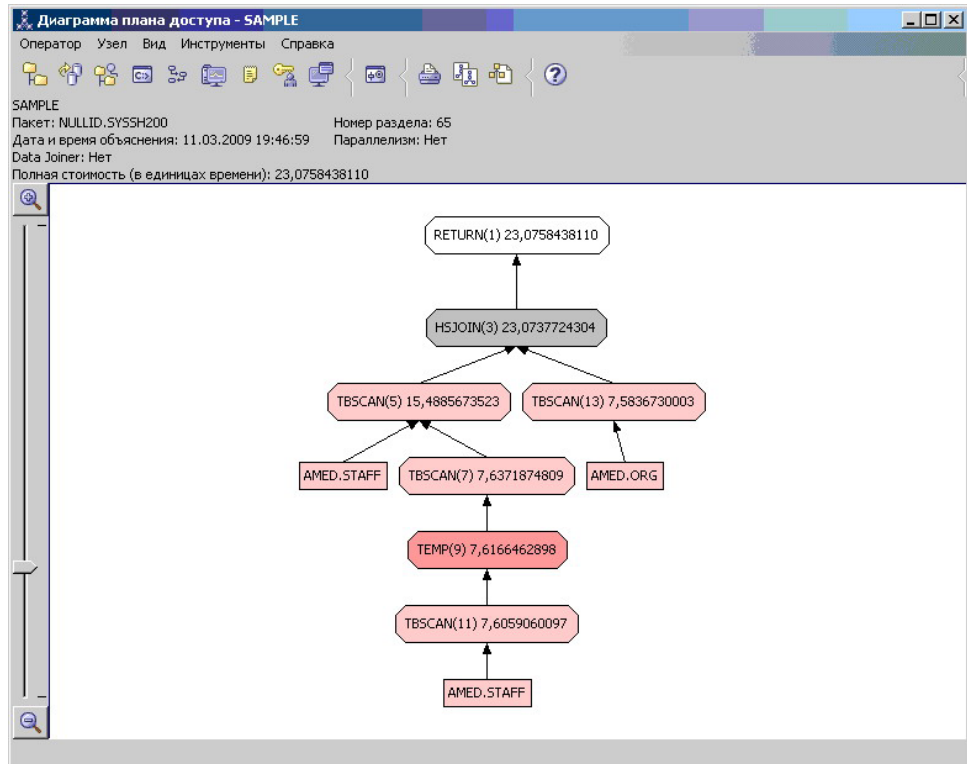 Диаграмма плана доступа - SAMPLE
Оператор Узел Вид Инструменты Справка
SAMPLE
Пакет: NULLID.SYSSH200 Номер раздела: 65
Дата и время объяснения: 11.03.2009 19:46:59 Параллелизм: Нет
Data Joiner: Нет
Полная стоимость (в единицах времени): 23,0758438110
RETURN(1) 23,0758438110
HSJOIN(3) 23,0737724304
TBSCAN(5) 15,4885673523 TBSCAN(13) 7,5836730003
AMED.STAFF TBSCAN(7) 7,6371874809 AMED.ORG
TEMP(9) 7,6166462898
TBSCAN(11) 7,6059060097
AMED.STAFF